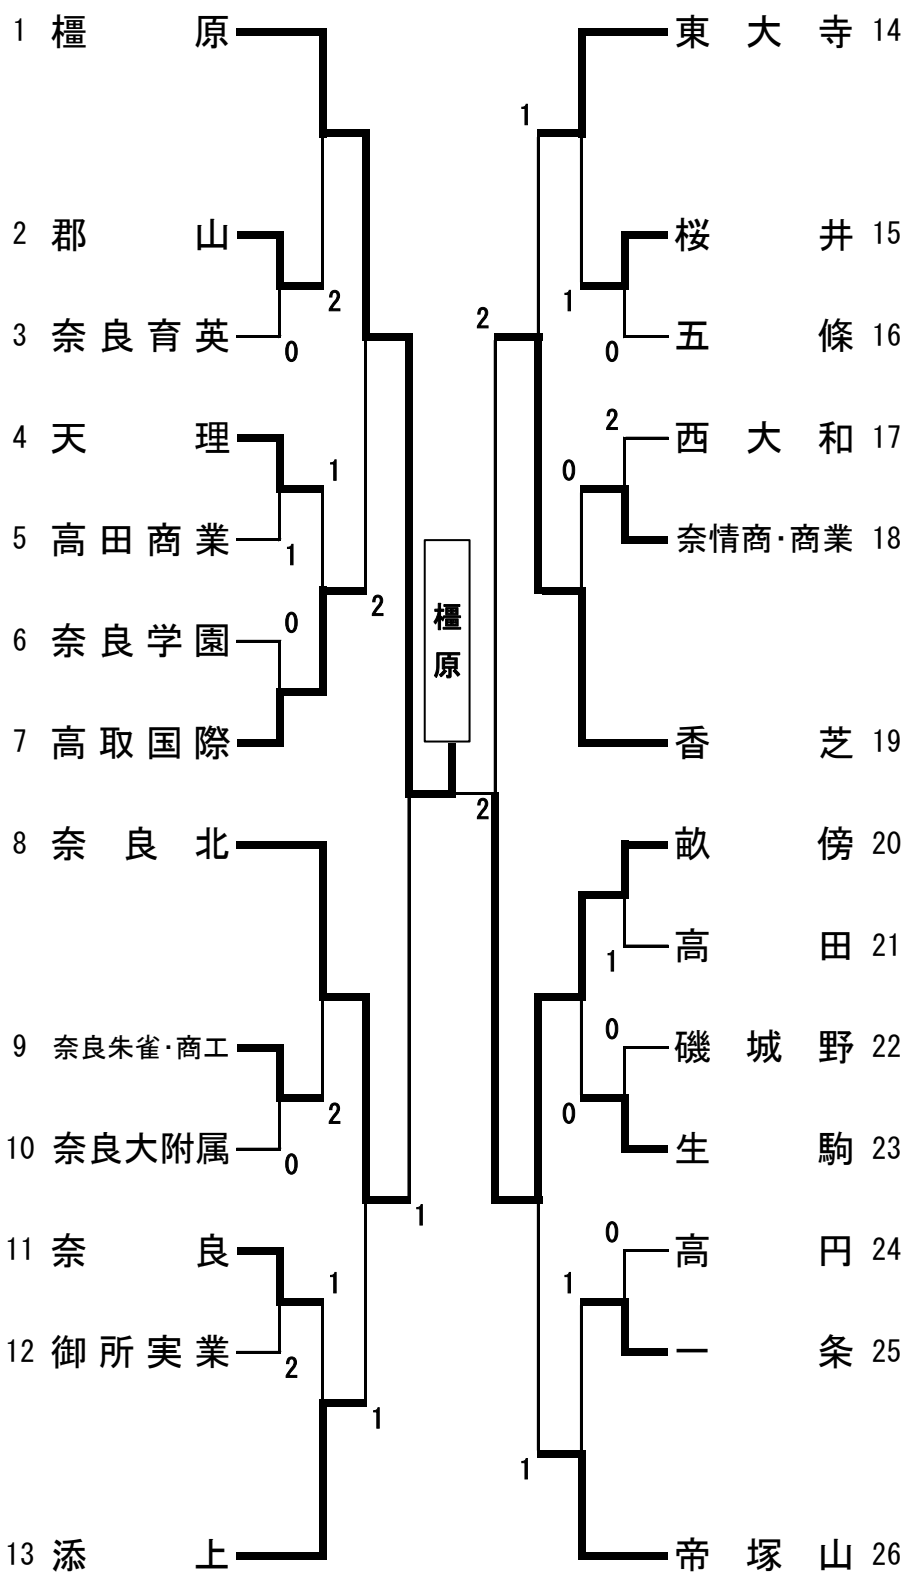 1 橿原
2 郡山
3 奈良育英
4 天理
5 高田商業
6 奈良学園
7 高取国際
8 奈良北
9 奈良朱雀・商工
10 奈良大附属
11 奈良
12 御所実業
13 添上
2
0
1
1
0
2
2
0
1
2
1
1
橿原
2
2
1
1
0
2
0
1
0
0
0
1
1
東大寺 14
桜井 15
五條 16
西大和 17
奈情商・商業 18
香芝 19
畝傍 20
高田 21
磯城野 22
生駒 23
高円 24
一条 25
帝塚山 26